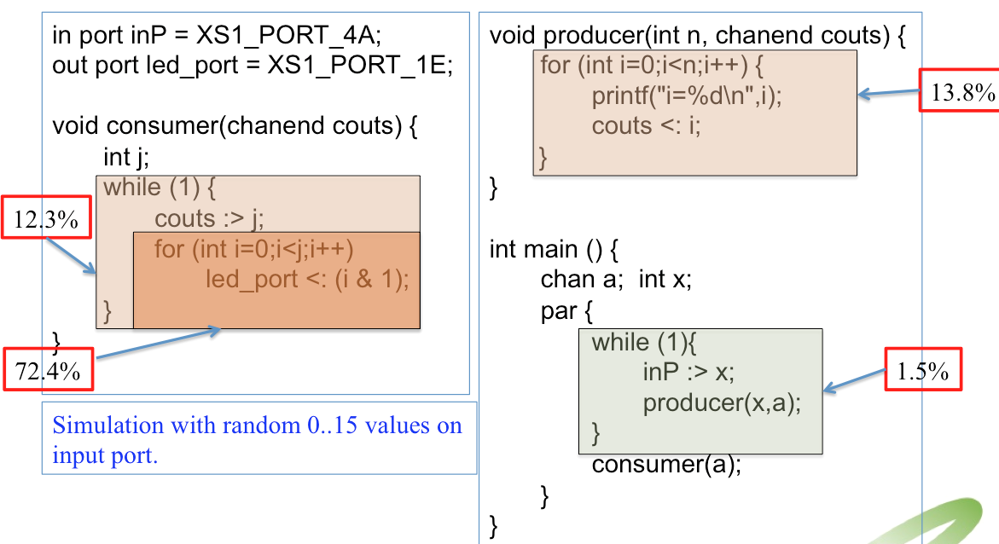 in port inP = XS1_PORT_4A;
out port led_port = XS1_PORT_1E;
void consumer(chanend couts) {
int j;
while (1) {
couts :> j;
for (int i=0;i<j;i++)
led_port <: (i & 1);
}
}
12.3%
72.4%
Simulation with random 0..15 values on
input port.
void producer(int n, chanend couts) {
for (int i=0;i<n;i++) {
printf("i=%d\n",i);
couts <: i;
}
}
13.8%
int main () {
chan a;  int x;
par {
while (1){
inP :> x;
producer(x,a);
}
consumer(a);
}
}
1.5%